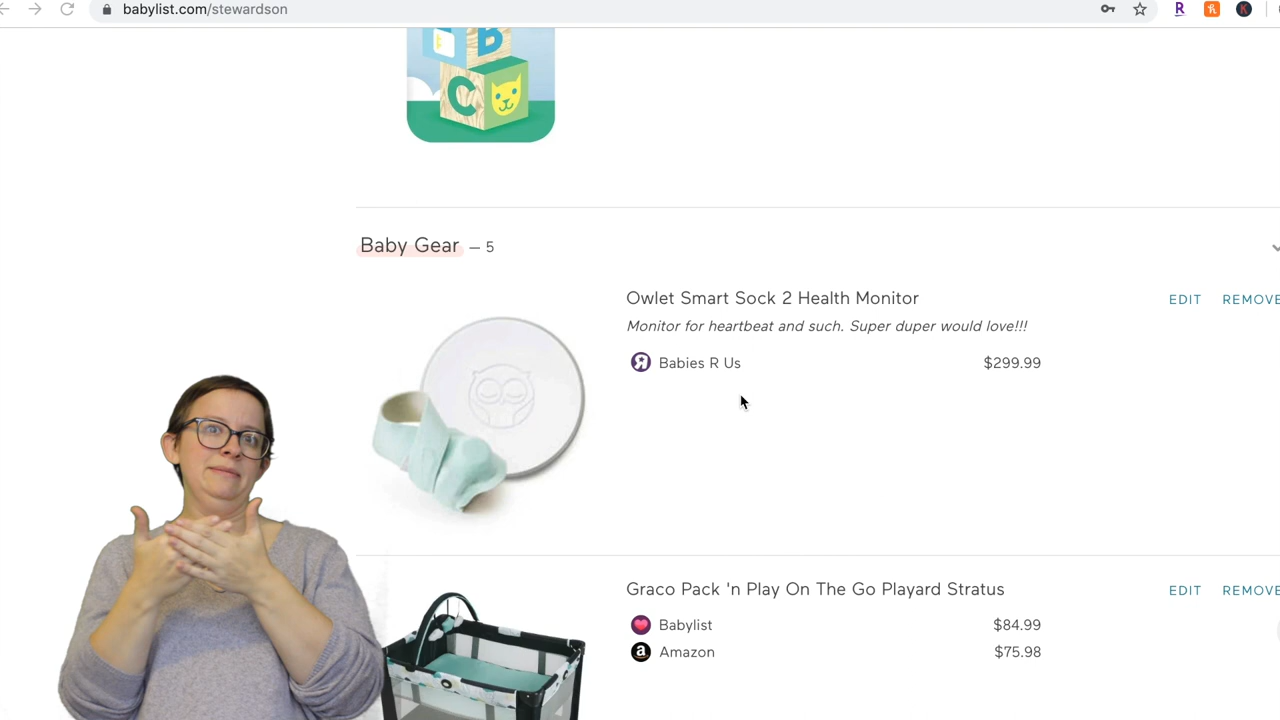 babylist.com/stewardson
R
K
B
C
Baby Gear — 5
Owlet Smart Sock 2 Health Monitor
EDIT REMOVE
Monitor for heartbeat and such. Super duper would love!!!
Babies R Us $299.99
Graco Pack 'n Play On The Go Playard Stratus
EDIT REMOVE
Babylist $84.99
a Amazon $75.98